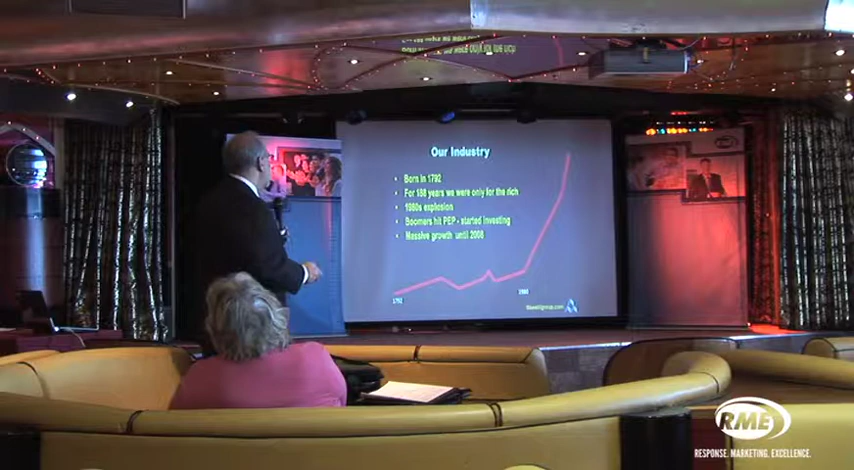 Our Industry
• Born in 1792
• For 188 years we were only for the rich
• 1980s explosion
• Boomers hit PEP - started investing
• Massive growth until 2008
1792
1980
RME
RESPONSE. MARKETING. EXCELLENCE.